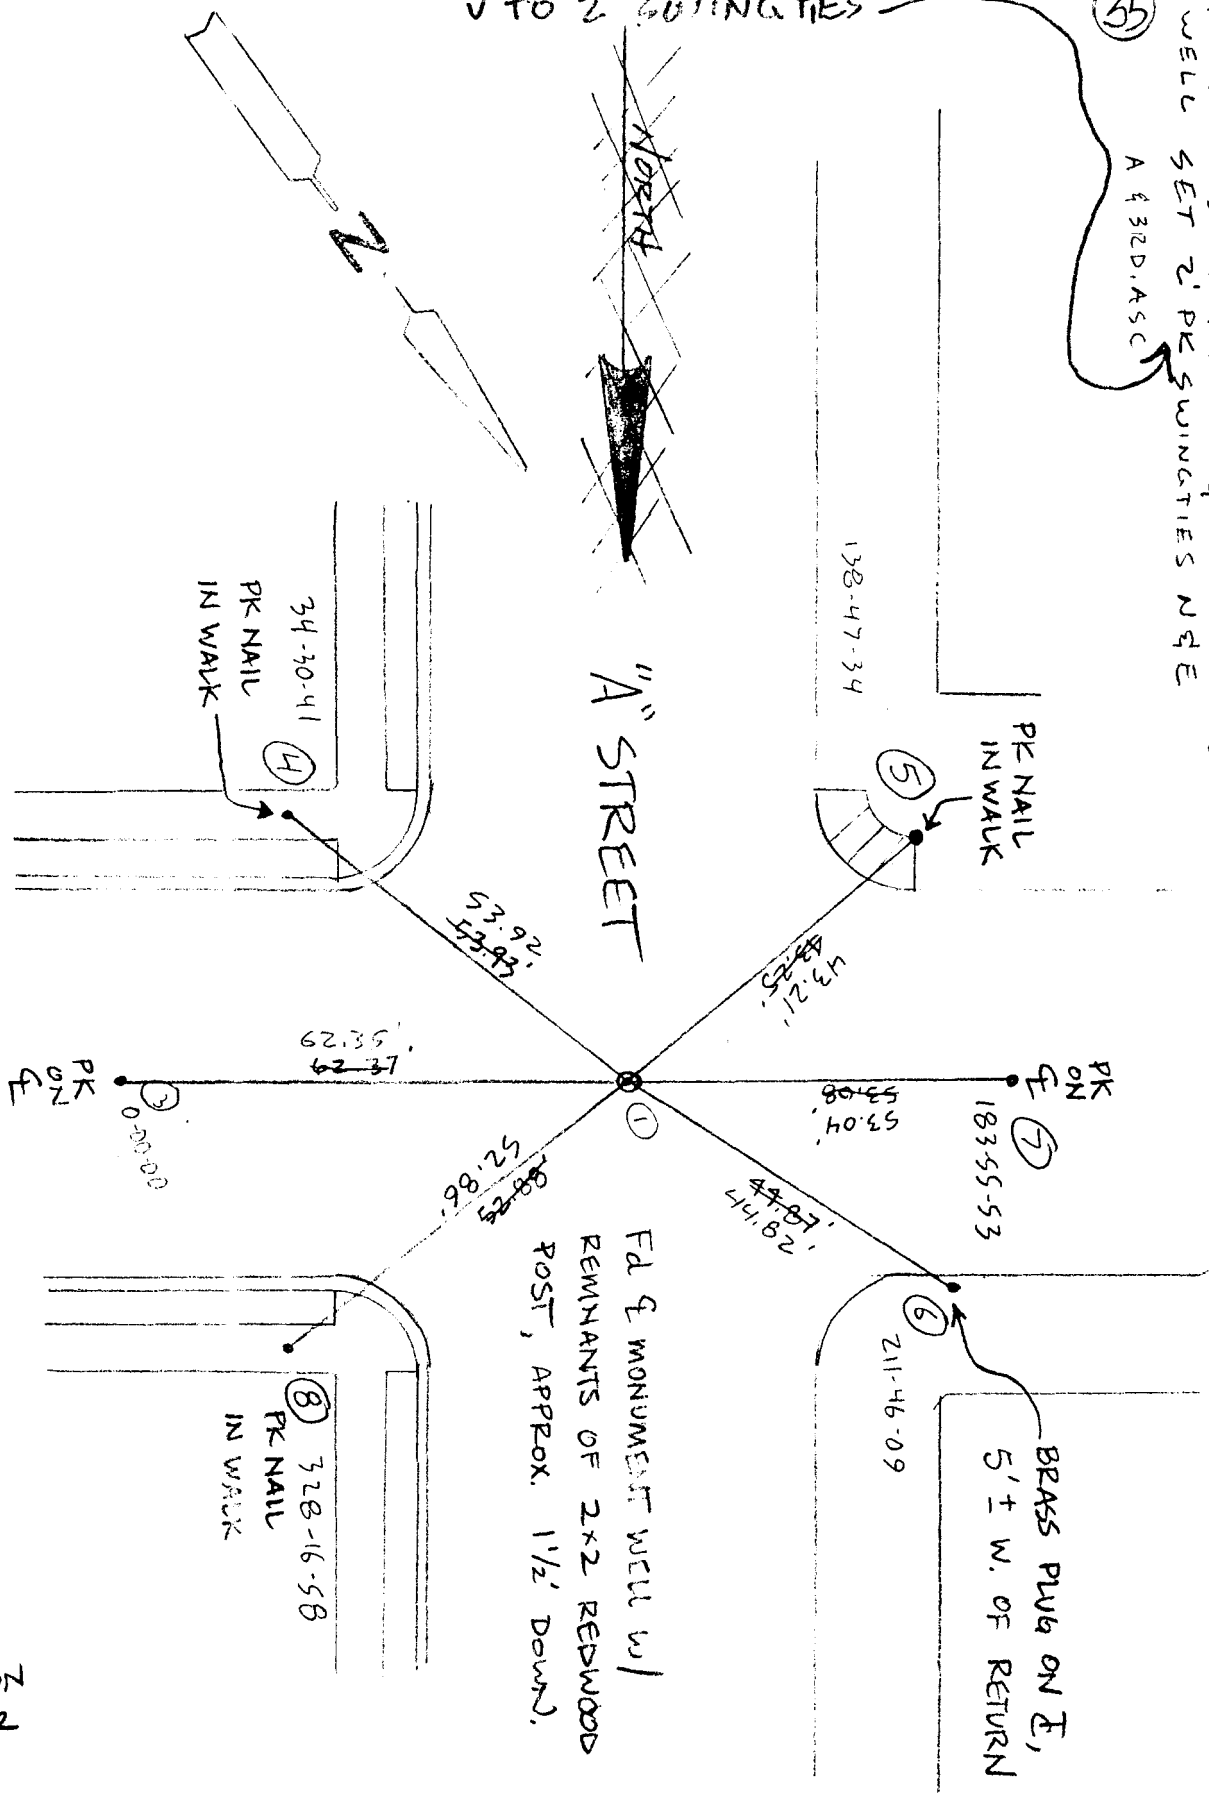 WELL SET 2' PK SWINGTIES N & E
A & 3RD.ASC
55
TO 2 SWING TIES
NORTH
N
"A" STREET
138-47-34
PK NAIL
IN WALK
5
34-30-41
PK NAIL
IN WALK
4
43.25'
43.21'
53.92'
53.93'
62.35'
62.37
PK
ON
℄
3
0-00-00
1
53.08
53.04'
PK
ON
℄
7
183-55-53
44.87'
44.82'
52.88'
52.86'
6
211-46-09
BRASS PLUG ON ℄,
5'± W. OF RETURN
Fd ℄ MONUMENT WELL W/
REMNANTS OF 2x2 REDWOOD
POST, APPROX. 1½' DOWN.
8
328-16-58
PK NAIL
IN WALK